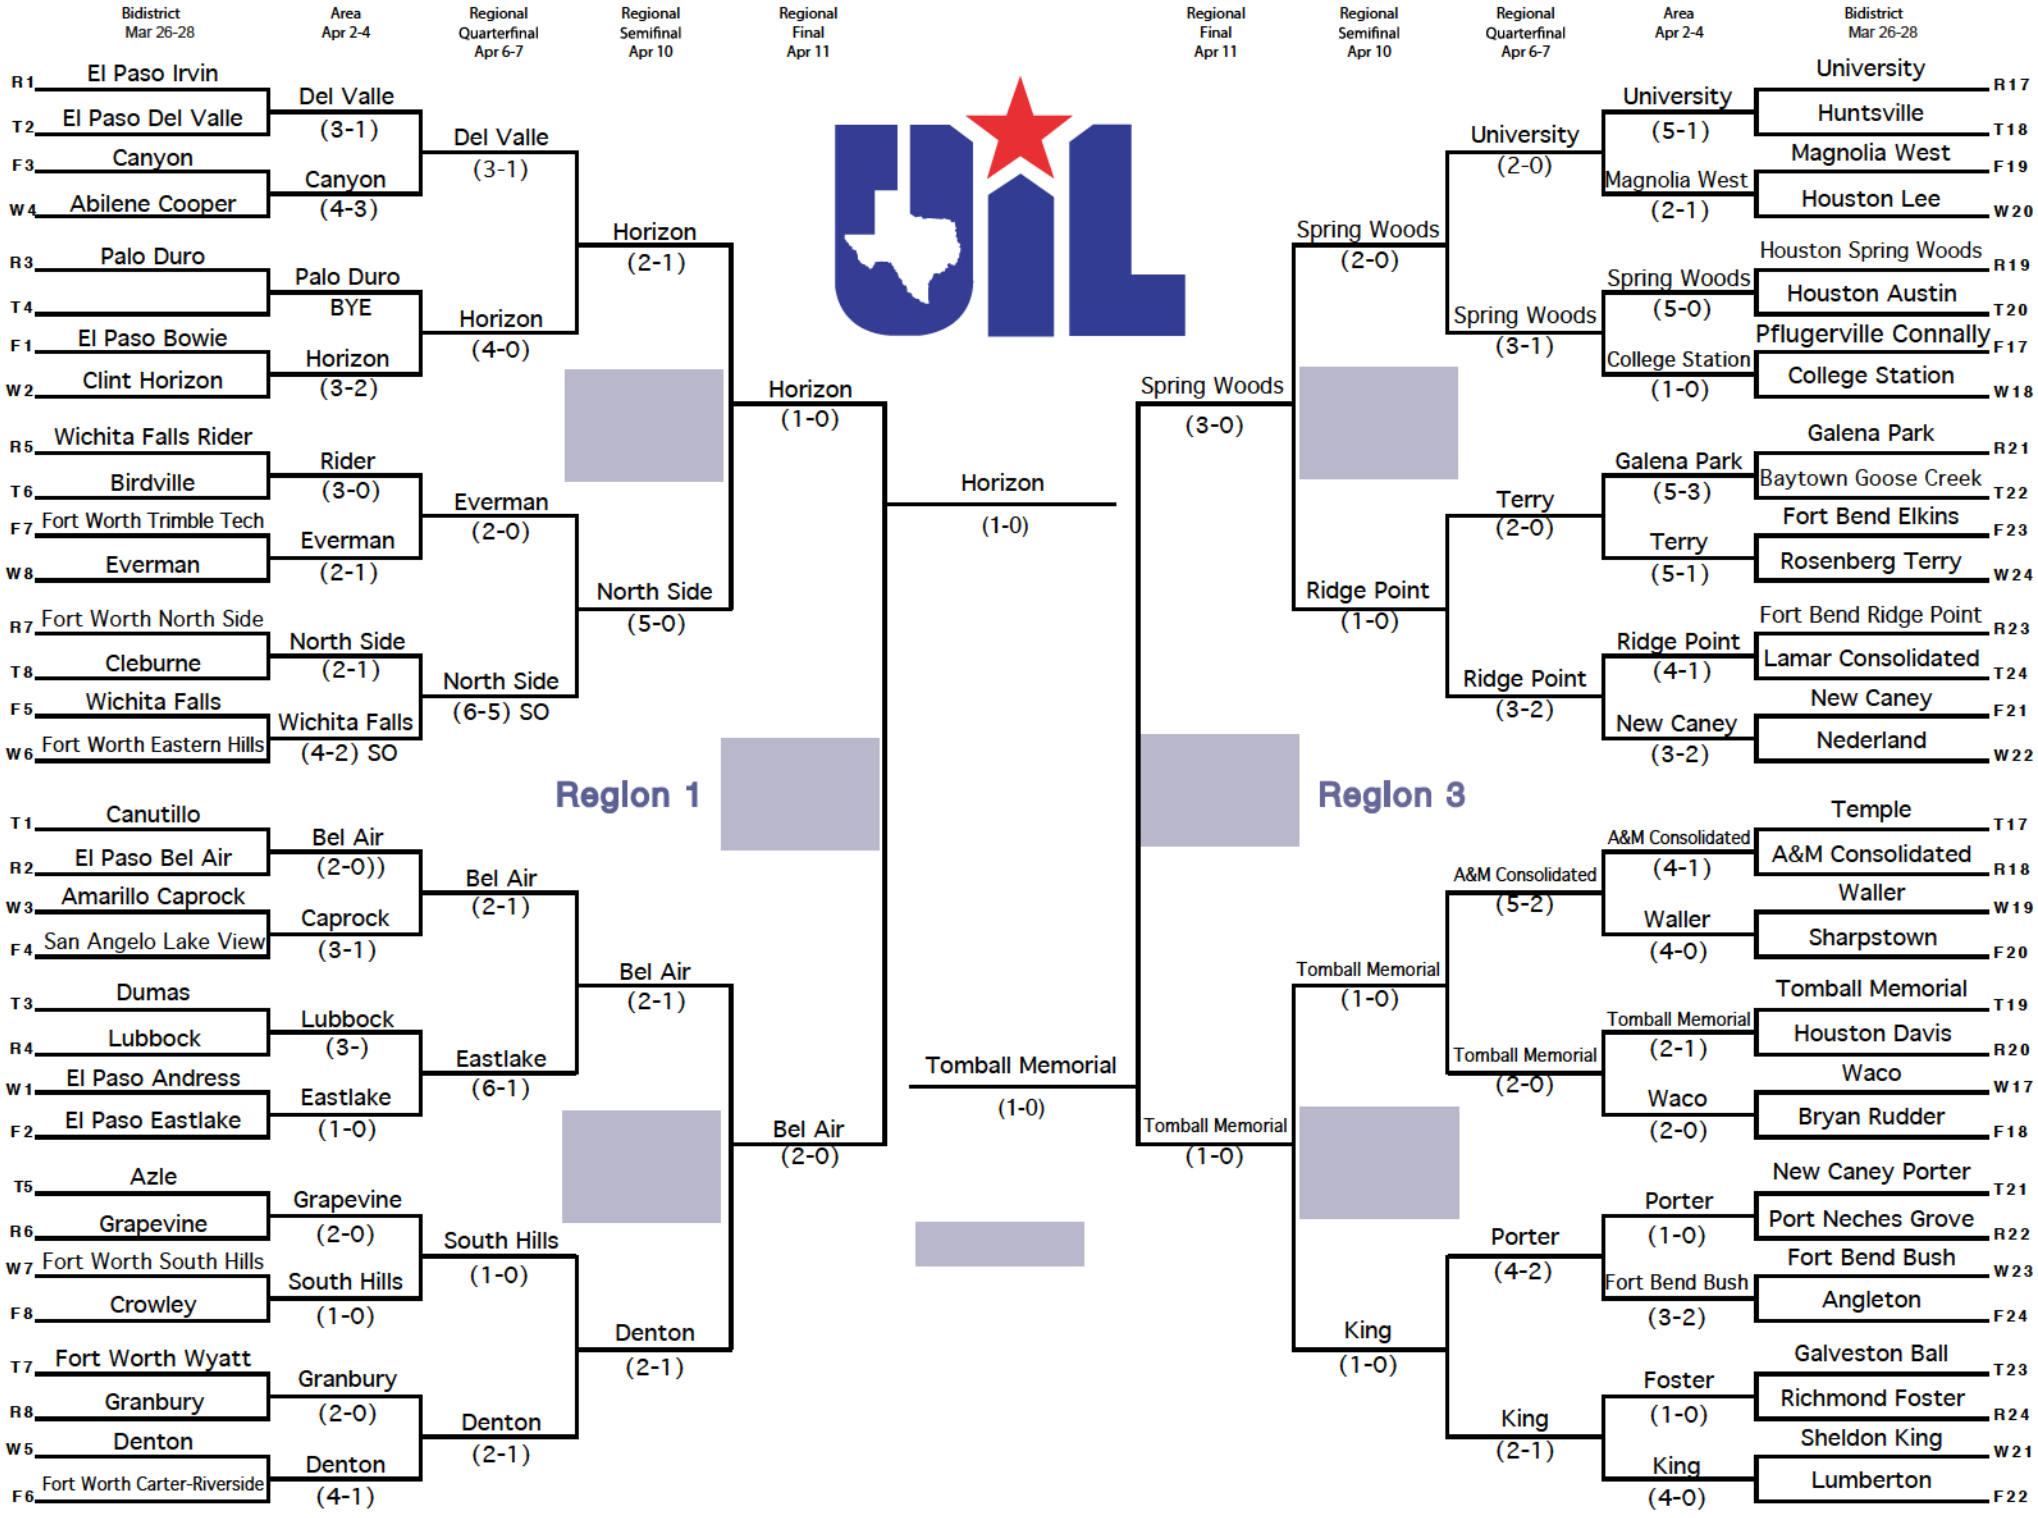 Bidistrict
Mar 26-28
Area
Apr 2-4
Regional
Quarterfinal
Apr 6-7
Regional
Semifinal
Apr 10
Regional
Final
Apr 11
Regional
Final
Apr 11
Regional
Semifinal
Apr 10
Regional
Quarterfinal
Apr 6-7
Area
Apr 2-4
Bidistrict
Mar 26-28
R1 El Paso Irvin
T2 El Paso Del Valle
F3 Canyon
W4 Abilene Cooper
R3 Palo Duro
T4
F1 El Paso Bowie
W2 Clint Horizon
R5 Wichita Falls Rider
T6 Birdville
F7 Fort Worth Trimble Tech
W8 Everman
R7 Fort Worth North Side
T8 Cleburne
F5 Wichita Falls
W6 Fort Worth Eastern Hills
T1 Canutillo
R2 El Paso Bel Air
W3 Amarillo Caprock
F4 San Angelo Lake View
T3 Dumas
R4 Lubbock
W1 El Paso Andress
F2 El Paso Eastlake
T5 Azle
R6 Grapevine
W7 Fort Worth South Hills
F8 Crowley
T7 Fort Worth Wyatt
R8 Granbury
W5 Denton
F6 Fort Worth Carter-Riverside
Del Valle
(3-1)
Canyon
(4-3)
Palo Duro
BYE
Horizon
(3-2)
Rider
(3-0)
Everman
(2-1)
North Side
(2-1)
Wichita Falls
(4-2) SO
Bel Air
(2-0))
Caprock
(3-1)
Lubbock
(3-)
Eastlake
(1-0)
Grapevine
(2-0)
South Hills
(1-0)
Granbury
(2-0)
Denton
(4-1)
Del Valle
(3-1)
Horizon
(4-0)
Everman
(2-0)
North Side
(6-5) SO
Bel Air
(2-1)
Eastlake
(6-1)
South Hills
(1-0)
Denton
(2-1)
Horizon
(2-1)
North Side
(5-0)
Bel Air
(2-1)
Denton
(2-1)
Region 1
Horizon
(1-0)
Bel Air
(2-0)
UIL
Horizon
(1-0)
Tomball Memorial
(1-0)
Spring Woods
(3-0)
Tomball Memorial
(1-0)
Region 3
Spring Woods
(2-0)
Ridge Point
(1-0)
Tomball Memorial
(1-0)
King
(1-0)
University
(2-0)
Spring Woods
(3-1)
Terry
(2-0)
Ridge Point
(3-2)
A&M Consolidated
(5-2)
Tomball Memorial
(2-0)
Porter
(4-2)
King
(2-1)
University
(5-1)
Magnolia West
(2-1)
Spring Woods
(5-0)
College Station
(1-0)
Galena Park
(5-3)
Terry
(5-1)
Ridge Point
(4-1)
New Caney
(3-2)
A&M Consolidated
(4-1)
Waller
(4-0)
Tomball Memorial
(2-1)
Waco
(2-0)
Porter
(1-0)
Fort Bend Bush
(3-2)
Foster
(1-0)
King
(4-0)
University R17
Huntsville T18
Magnolia West F19
Houston Lee W20
Houston Spring Woods R19
Houston Austin T20
Pflugerville Connally F17
College Station W18
Galena Park R21
Baytown Goose Creek T22
Fort Bend Elkins F23
Rosenberg Terry W24
Fort Bend Ridge Point R23
Lamar Consolidated T24
New Caney F21
Nederland W22
Temple T17
A&M Consolidated R18
Waller W19
Sharpstown F20
Tomball Memorial T19
Houston Davis R20
Waco W17
Bryan Rudder F18
New Caney Porter T21
Port Neches Grove R22
Fort Bend Bush W23
Angleton F24
Galveston Ball T23
Richmond Foster R24
Sheldon King W21
Lumberton F22